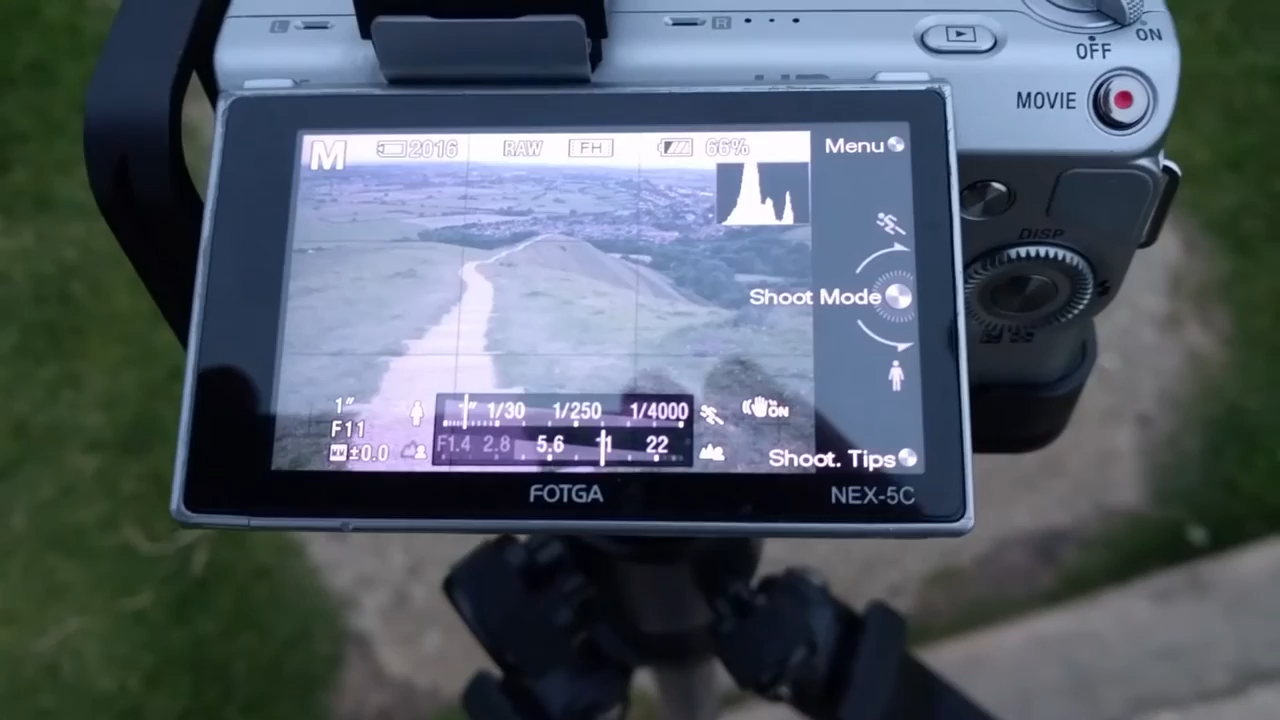 L R
OFF ON
MOVIE
M 2016 RAW FH 66% Menu
DISP
Shoot Mode
1"
F11
±0.0
1" 1/30 1/250 1/4000
F1.4 2.8 5.6 11 22
ON
Shoot. Tips
FOTGA NEX-5C